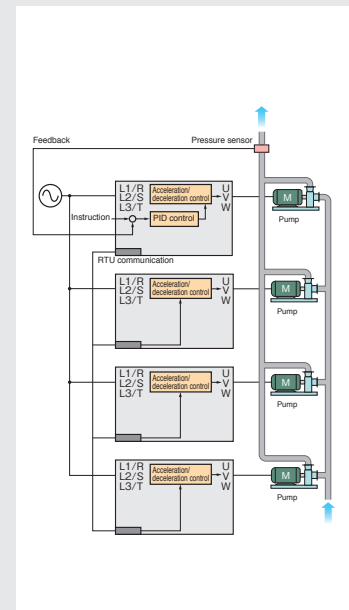 Feedback
Pressure sensor
L1/R
L2/S
L3/T
Acceleration/
deceleration control
U
V
W
Instruction
PID control
M
Pump
RTU communication
L1/R
L2/S
L3/T
Acceleration/
deceleration control
U
V
W
M
Pump
L1/R
L2/S
L3/T
Acceleration/
deceleration control
U
V
W
M
Pump
L1/R
L2/S
L3/T
Acceleration/
deceleration control
U
V
W
M
Pump